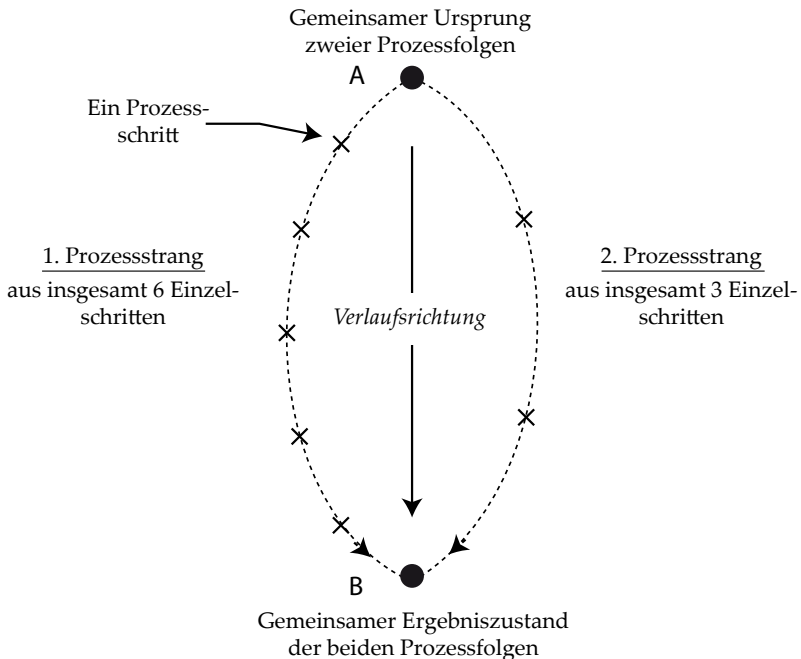 Gemeinsamer Ursprung
zweier Prozessfolgen
A
Ein Prozess-
schritt
1. Prozessstrang
aus insgesamt 6 Einzel-
schritten
2. Prozessstrang
aus insgesamt 3 Einzel-
schritten
Verlaufsrichtung
B
Gemeinsamer Ergebniszustand
der beiden Prozessfolgen